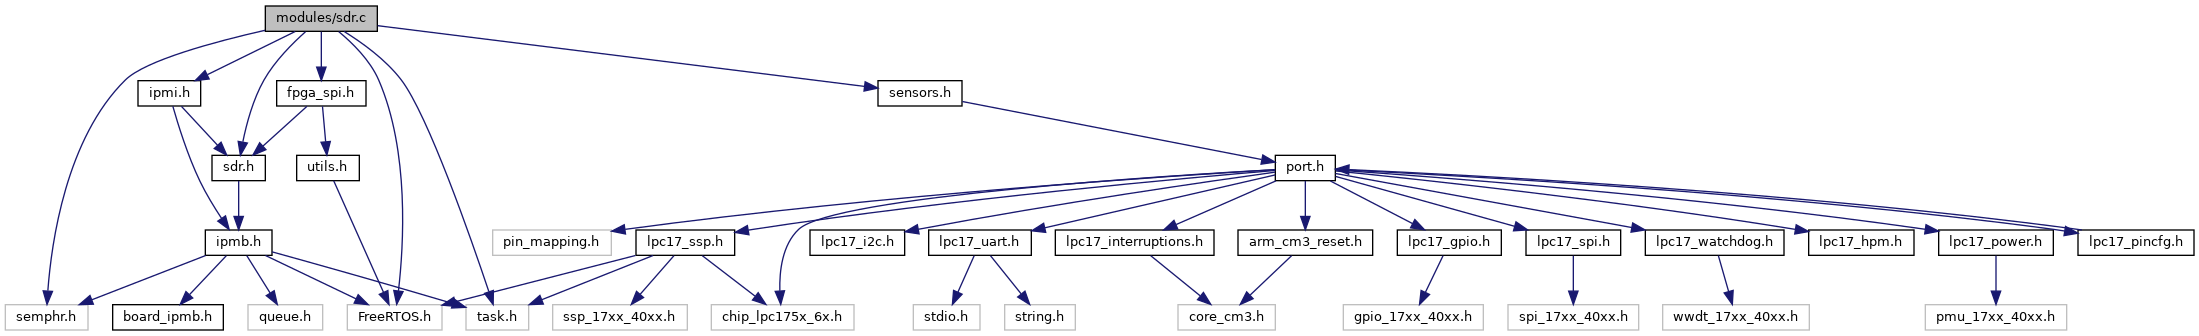 modules/sdr.c
ipmi.h
fpga_spi.h
sensors.h
sdr.h
utils.h
port.h
ipmb.h
pin_mapping.h
lpc17_ssp.h
lpc17_i2c.h
lpc17_uart.h
lpc17_interruptions.h
arm_cm3_reset.h
lpc17_gpio.h
lpc17_spi.h
lpc17_watchdog.h
lpc17_hpm.h
lpc17_power.h
lpc17_pincfg.h
semphr.h
board_ipmb.h
queue.h
FreeRTOS.h
task.h
ssp_17xx_40xx.h
chip_lpc175x_6x.h
stdio.h
string.h
core_cm3.h
gpio_17xx_40xx.h
spi_17xx_40xx.h
wwdt_17xx_40xx.h
pmu_17xx_40xx.h